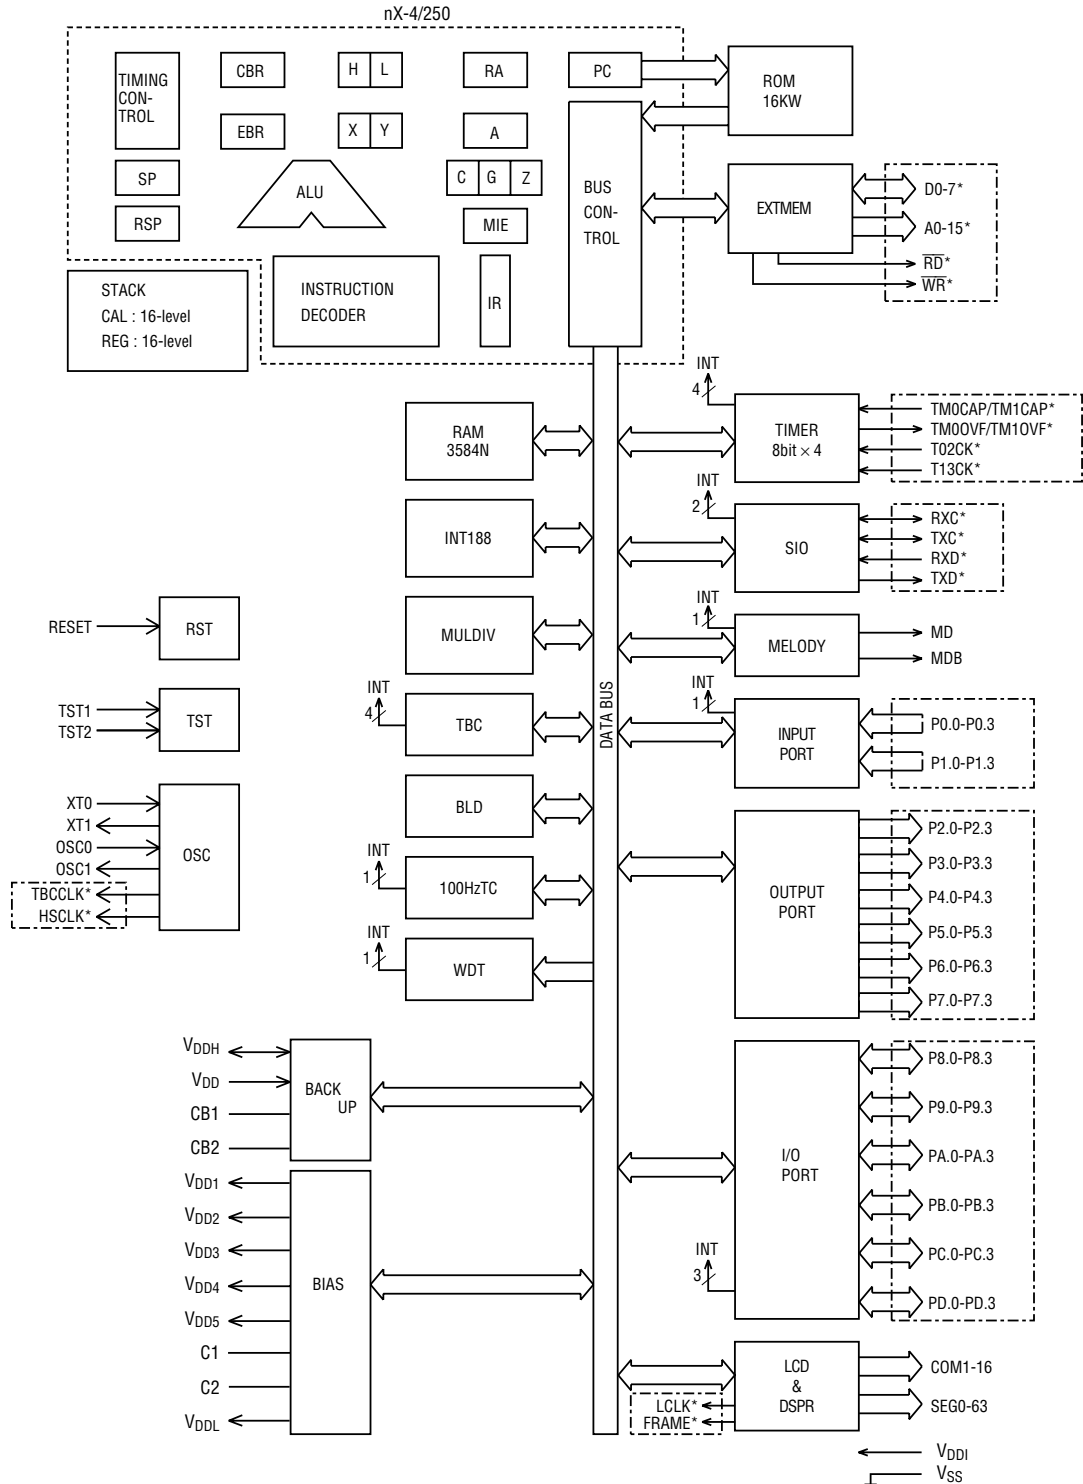 nX-4/250
TIMING
CON-
TROL
CBR
H L
RA
PC
ROM
16KW
EBR
X Y
A
SP
ALU
C G Z
BUS
CON-
TROL
EXTMEM
D0-7*
A0-15*
RD*
WR*
RSP
MIE
STACK
CAL : 16-level
REG : 16-level
INSTRUCTION
DECODER
IR
INT
4
RAM
3584N
TIMER
8bit × 4
TM0CAP/TM1CAP*
TM0OVF/TM1OVF*
T02CK*
T13CK*
INT
2
INT188
SIO
RXC*
TXC*
RXD*
TXD*
RESET
RST
MULDIV
INT
1
MELODY
MD
MDB
TST1
TST2
TST
INT
4
TBC
DATA BUS
INT
1
INPUT
PORT
P0.0-P0.3
P1.0-P1.3
XT0
XT1
OSC0
OSC1
TBCCLK*
HSCLK*
OSC
BLD
INT
1
100HzTC
INT
1
WDT
OUTPUT
PORT
P2.0-P2.3
P3.0-P3.3
P4.0-P4.3
P5.0-P5.3
P6.0-P6.3
P7.0-P7.3
VDDH
VDD
CB1
CB2
BACK
UP
I/O
PORT
INT
3
P8.0-P8.3
P9.0-P9.3
PA.0-PA.3
PB.0-PB.3
PC.0-PC.3
PD.0-PD.3
VDD1
VDD2
VDD3
VDD4
VDD5
C1
C2
VDDL
BIAS
LCD
&
DSPR
LCLK*
FRAME*
COM1-16
SEG0-63
VDDI
VSS